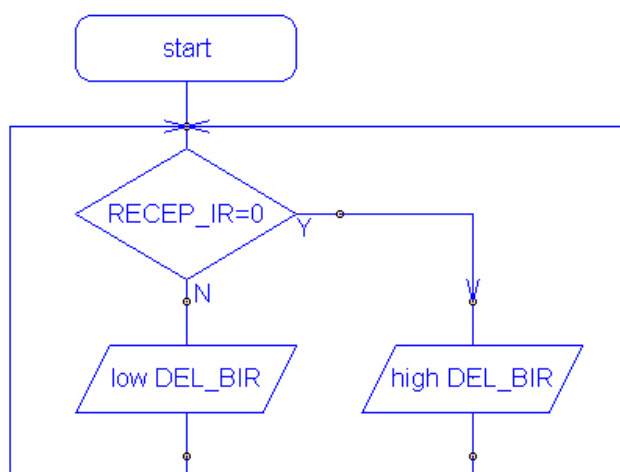 start
RECEP_IR=0
Y
N
low DEL_BIR
high DEL_BIR